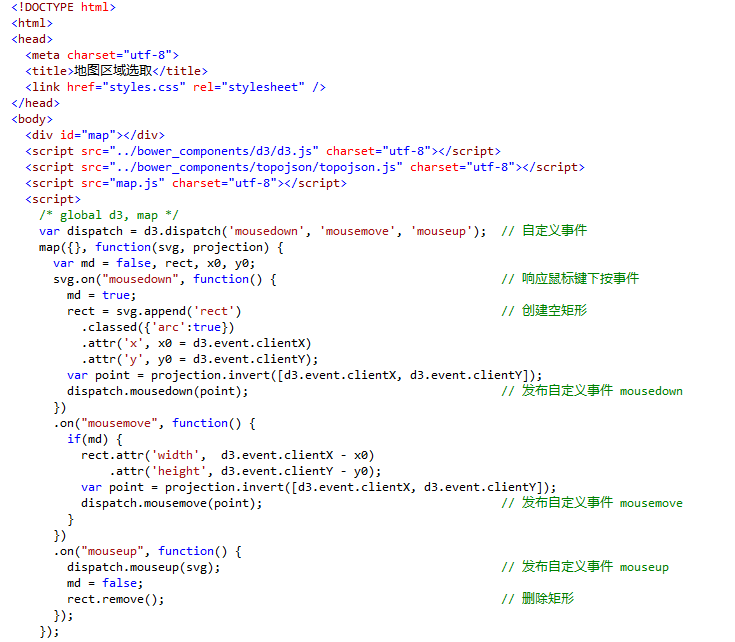 <!DOCTYPE html>
<html>
<head>
  <meta charset="utf-8">
  <title>地图区域选取</title>
  <link href="styles.css" rel="stylesheet" />
</head>
<body>
  <div id="map"></div>
  <script src="../bower_components/d3/d3.js" charset="utf-8"></script>
  <script src="../bower_components/topojson/topojson.js" charset="utf-8"></script>
  <script src="map.js" charset="utf-8"></script>
  <script>
    /* global d3, map */
    var dispatch = d3.dispatch('mousedown', 'mousemove', 'mouseup');  // 自定义事件
    map({}, function(svg, projection) {
      var md = false, rect, x0, y0;
      svg.on("mousedown", function() {                                // 响应鼠标键下按事件
        md = true;
        rect = svg.append('rect')                                     // 创建空矩形
          .classed({'arc':true})
          .attr('x', x0 = d3.event.clientX)
          .attr('y', y0 = d3.event.clientY);
        var point = projection.invert([d3.event.clientX, d3.event.clientY]);
        dispatch.mousedown(point);                                    // 发布自定义事件 mousedown
      })
      .on("mousemove", function() {
        if(md) {
          rect.attr('width',  d3.event.clientX - x0)
              .attr('height', d3.event.clientY - y0);
          var point = projection.invert([d3.event.clientX, d3.event.clientY]);
          dispatch.mousemove(point);                                  // 发布自定义事件 mousemove
        }
      })
      .on("mouseup", function() {
        dispatch.mouseup(svg);                                        // 发布自定义事件 mouseup
        md = false;
        rect.remove();                                                // 删除矩形
      });
    });